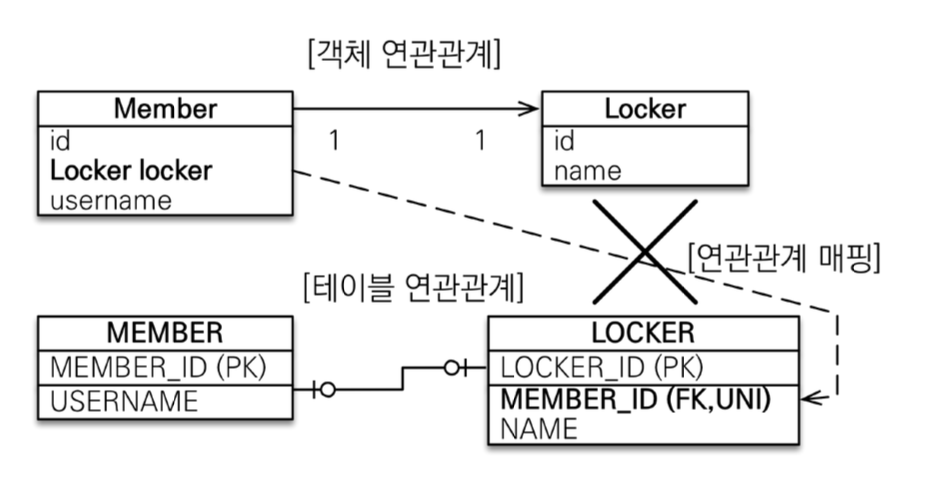 [객체 연관관계]
Member
id
Locker locker
username
1
1
Locker
id
name
[연관관계 매핑]
[테이블 연관관계]
MEMBER
MEMBER_ID (PK)
USERNAME
LOCKER
LOCKER_ID (PK)
MEMBER_ID (FK,UNI)
NAME